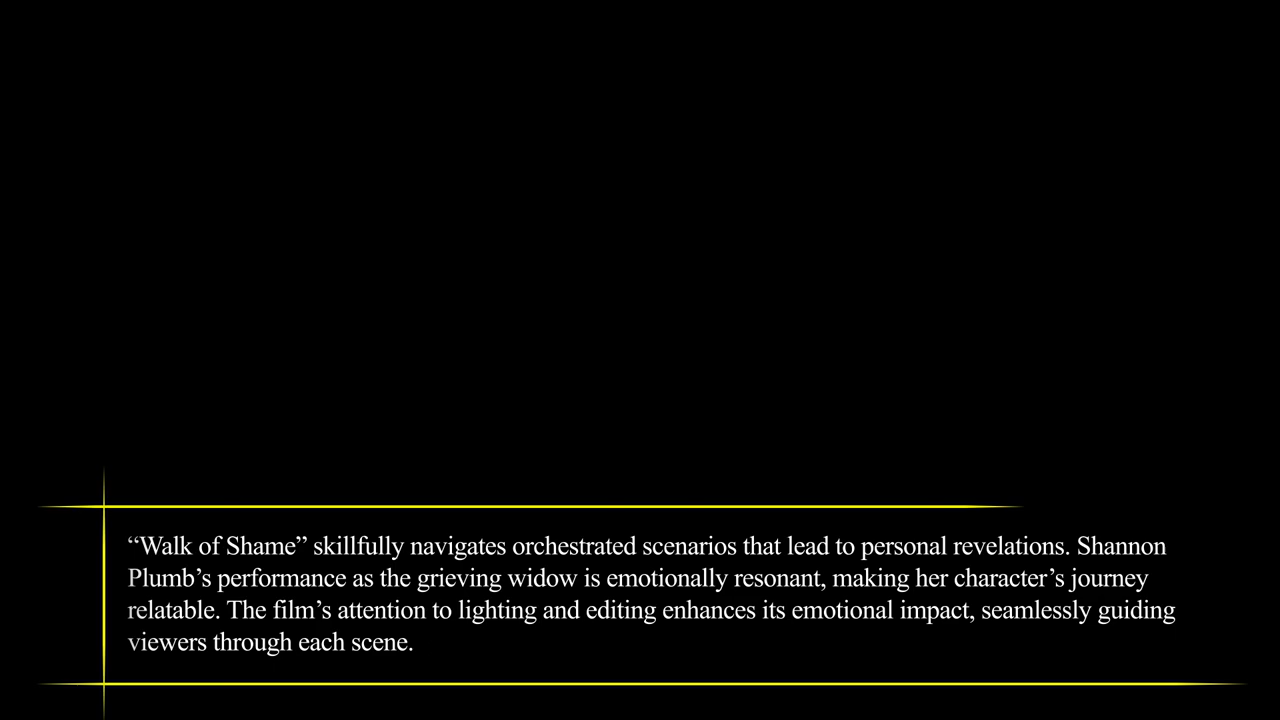 “Walk of Shame” skillfully navigates orchestrated scenarios that lead to personal revelations. Shannon
Plumb’s performance as the grieving widow is emotionally resonant, making her character’s journey
relatable. The film’s attention to lighting and editing enhances its emotional impact, seamlessly guiding
viewers through each scene.